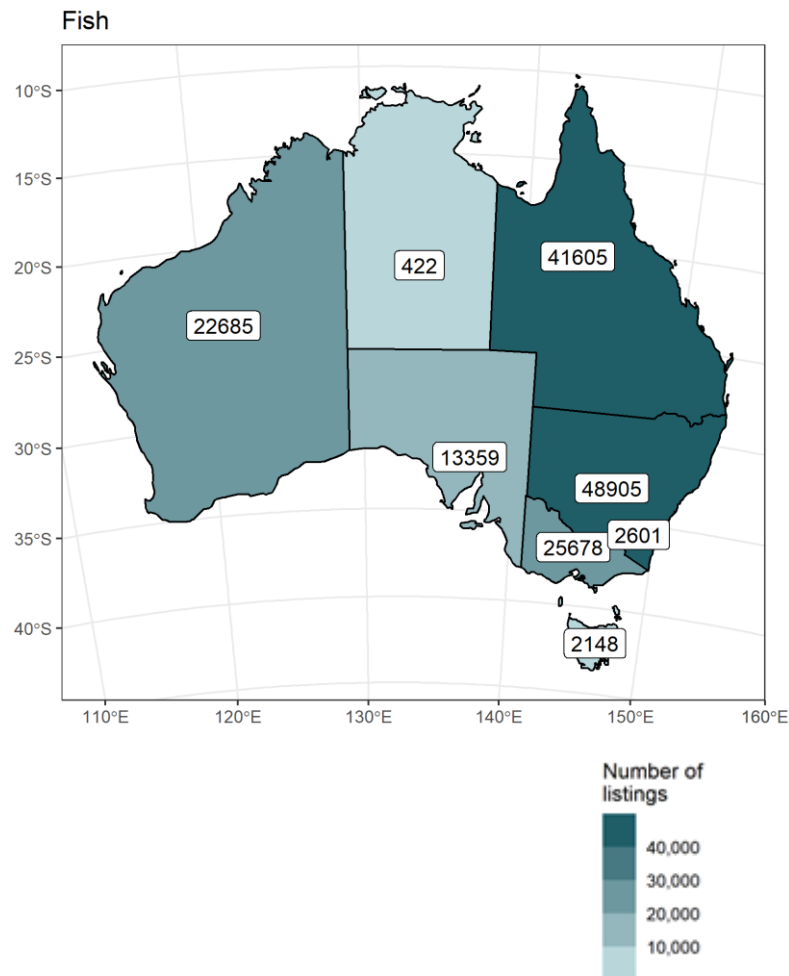 Fish
10°S
15°S
20°S
25°S
30°S
35°S
40°S
422
41605
22685
13359
48905
2601
25678
2148
110°E
120°E
130°E
140°E
150°E
160°E
Number of
listings
40,000
30,000
20,000
10,000